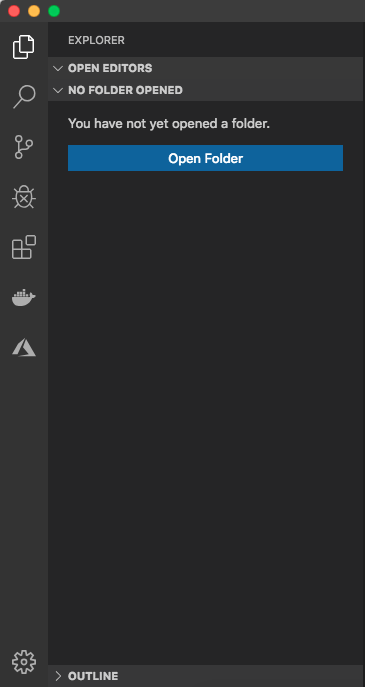 EXPLORER
OPEN EDITORS
NO FOLDER OPENED
You have not yet opened a folder.
Open Folder
OUTLINE